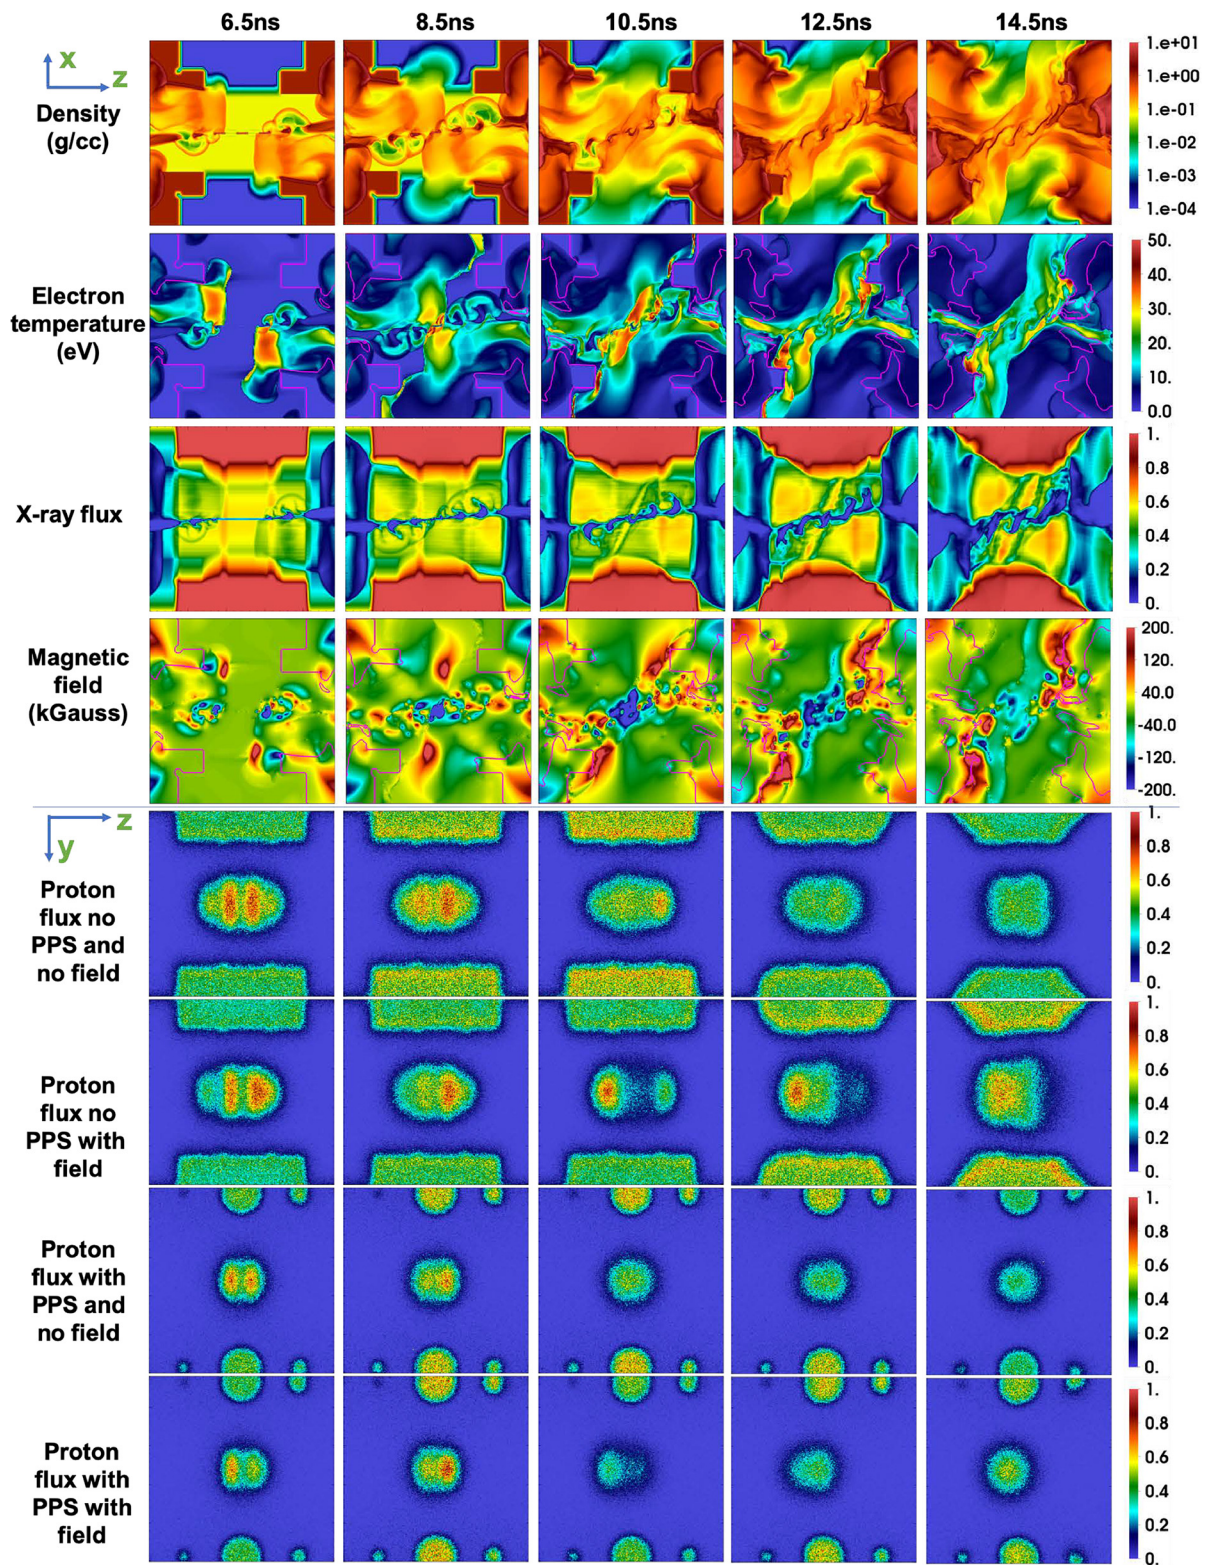 6.5ns 8.5ns 10.5ns 12.5ns 14.5ns
x
z
Density
(g/cc)
1.e+01
1.e+00
1.e-01
1.e-02
1.e-03
1.e-04
Electron
temperature
(eV)
50.
40.
30.
20.
10.
0.0
X-ray flux
1.
0.8
0.6
0.4
0.2
0.
Magnetic
field
(kGauss)
200.
120.
40.0
-40.0
-120.
-200.
z
y
Proton
flux no
PPS and
no field
1.
0.8
0.6
0.4
0.2
0.
Proton
flux no
PPS with
field
1.
0.8
0.6
0.4
0.2
0.
Proton
flux with
PPS and
no field
1.
0.8
0.6
0.4
0.2
0.
Proton
flux with
PPS with
field
1.
0.8
0.6
0.4
0.2
0.